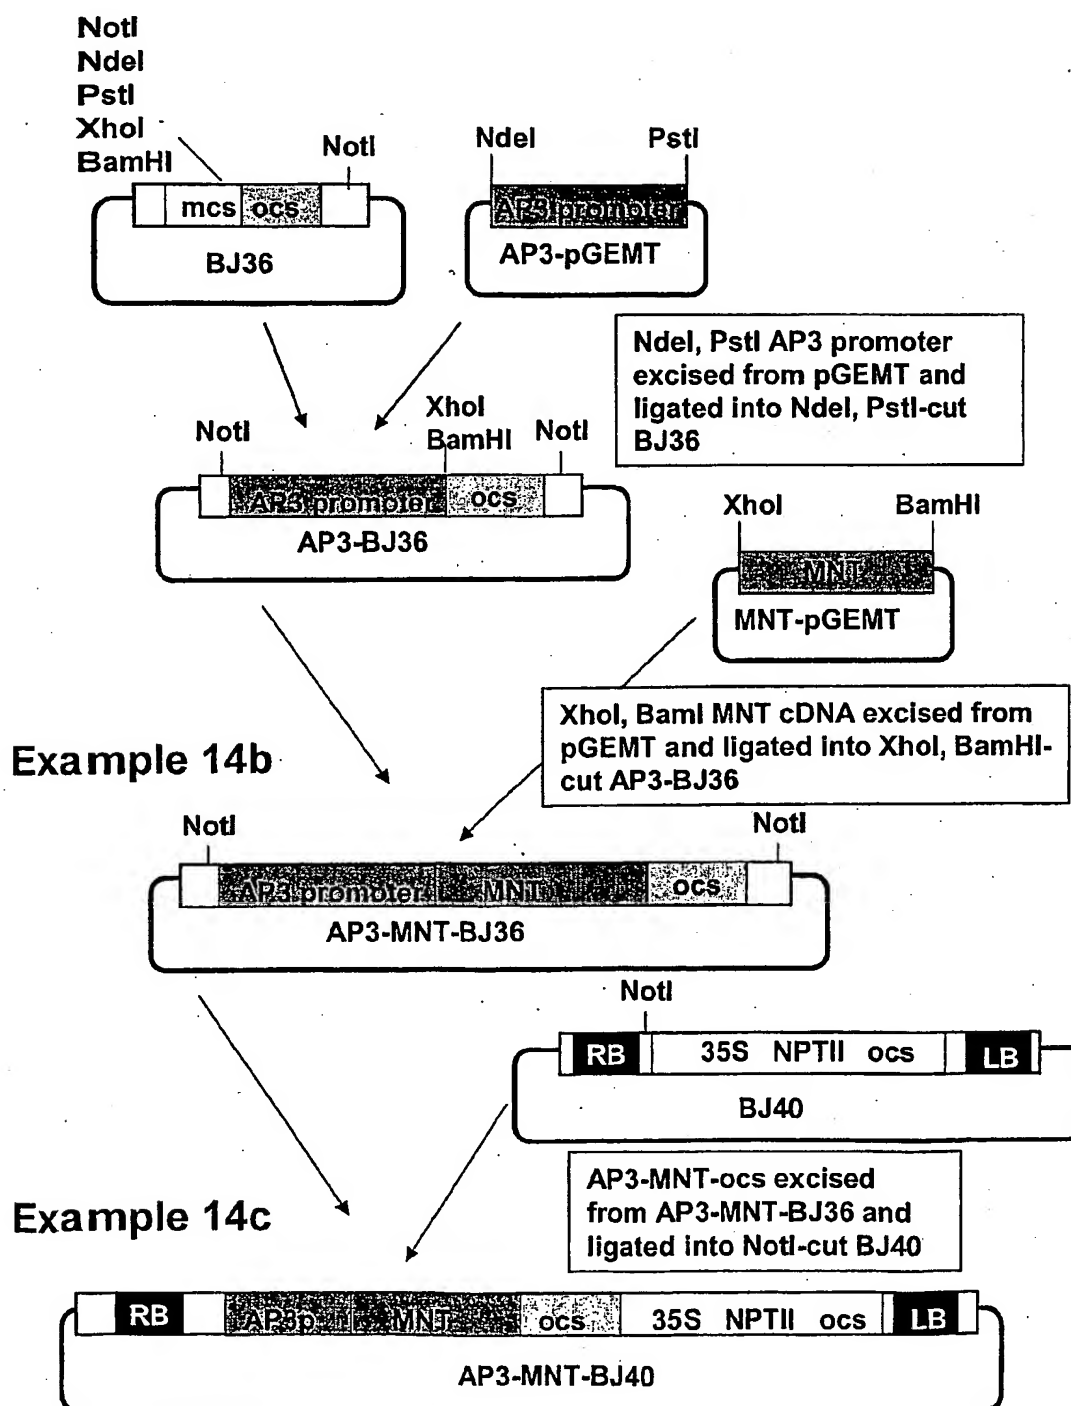 NotI
NdeI
PstI
XhoI
BamHI
NotI
mcs ocs
BJ36
NdeI PstI
AP3 promoter
AP3-pGEMT
NdeI, PstI AP3 promoter
excised from pGEMT and
ligated into NdeI, PstI-cut
BJ36
NotI
XhoI
BamHI
NotI
AP3 promoter ocs
AP3-BJ36
XhoI BamHI
MNT
MNT-pGEMT
XhoI, BamI MNT cDNA excised from
pGEMT and ligated into XhoI, BamHI-
cut AP3-BJ36
Example 14b
NotI NotI
AP3 promoter MNT ocs
AP3-MNT-BJ36
NotI
RB 35S NPTII ocs LB
BJ40
AP3-MNT-ocs excised
from AP3-MNT-BJ36 and
ligated into NotI-cut BJ40
Example 14c
RB AP3p MNT ocs 35S NPTII ocs LB
AP3-MNT-BJ40